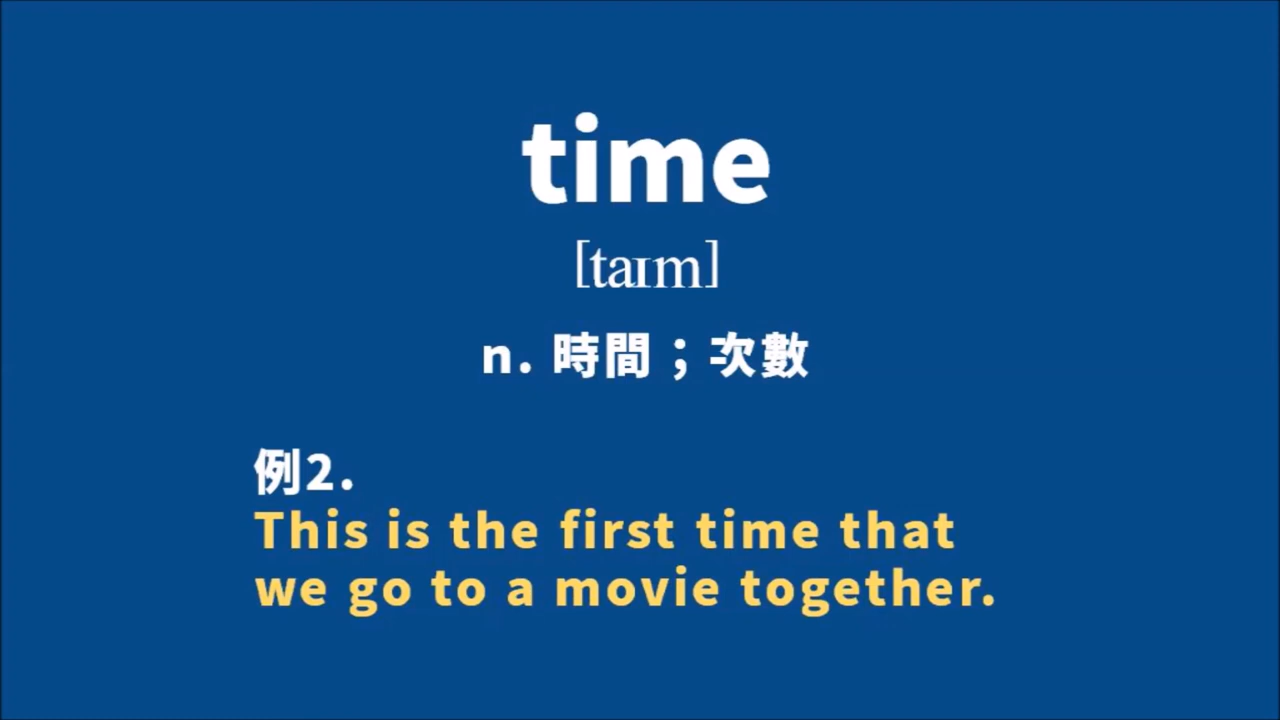 time
[taɪm]
n. 時間；次數
例2.
This is the first time that
we go to a movie together.